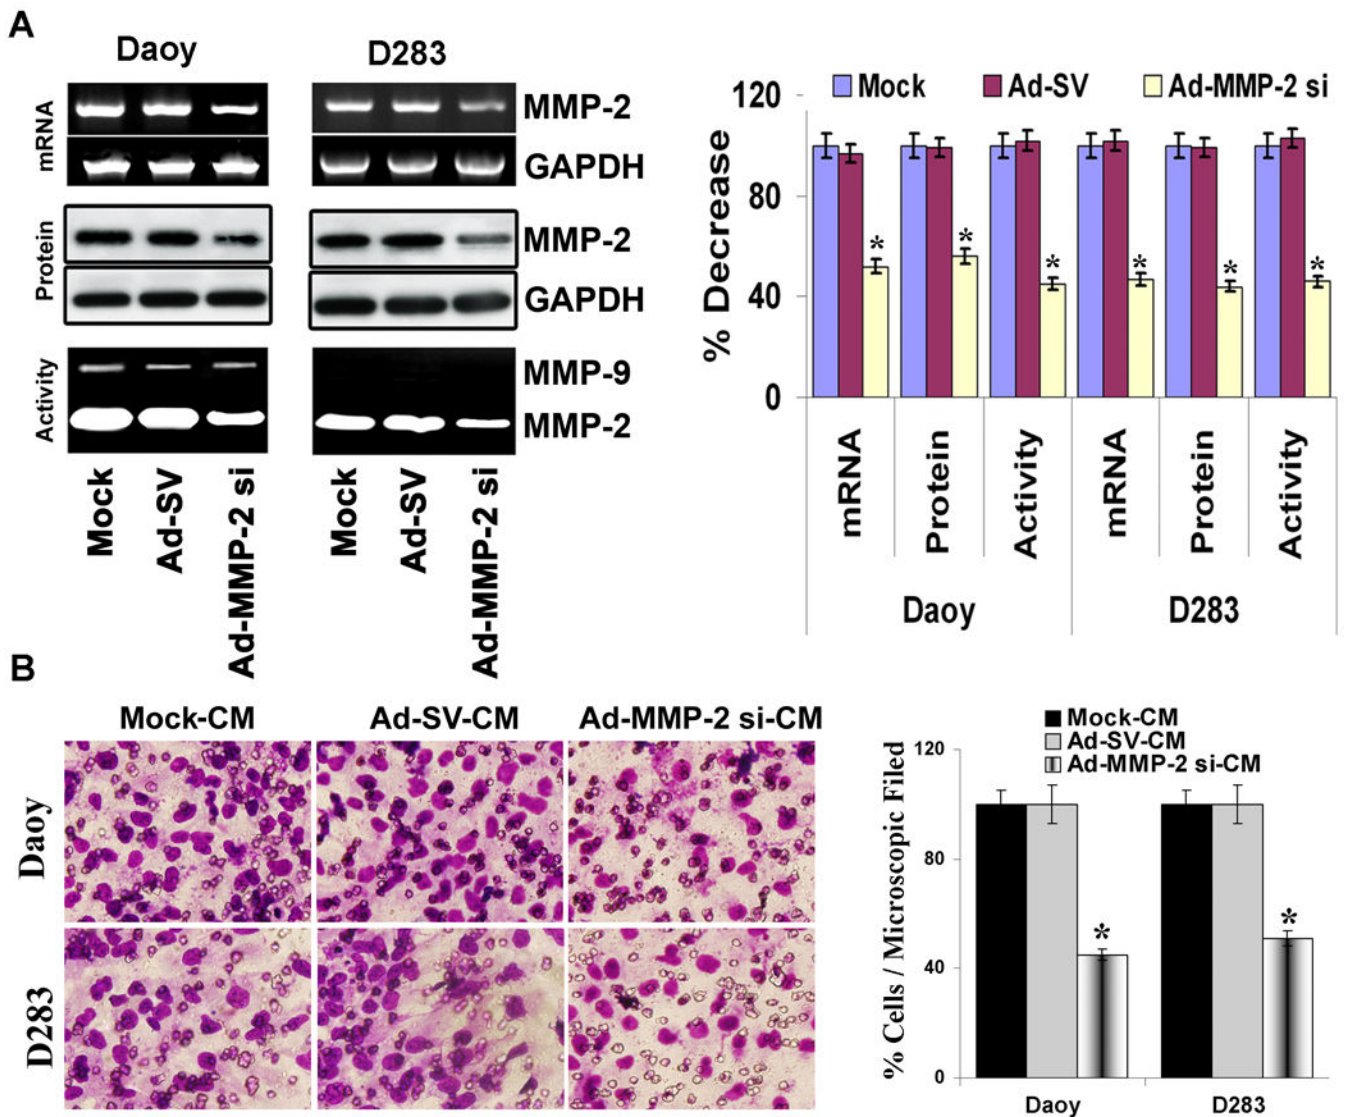 A
Daoy
D283
mRNA
MMP-2
GAPDH
Protein
MMP-2
GAPDH
Activity
MMP-9
MMP-2
Mock
Ad-SV
Ad-MMP-2 si
Mock
Ad-SV
Ad-MMP-2 si
Mock
Ad-SV
Ad-MMP-2 si
% Decrease
120
80
40
0
* * * * * *
mRNA
Protein
Activity
mRNA
Protein
Activity
Daoy
D283
B
Mock-CM
Ad-SV-CM
Ad-MMP-2 si-CM
Daoy
D283
Mock-CM
Ad-SV-CM
Ad-MMP-2 si-CM
% Cells / Microscopic Filed
120
80
40
0
* *
Daoy
D283